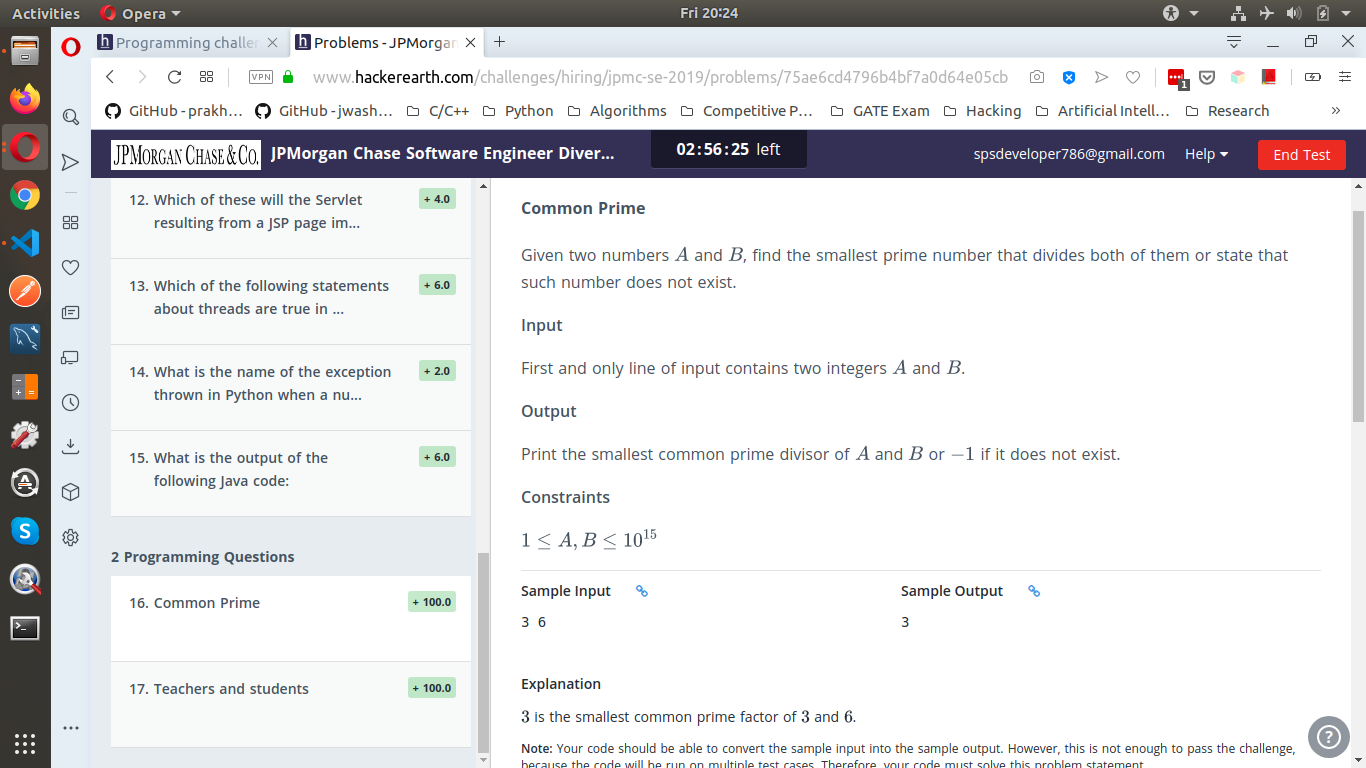 Activities Opera Fri 20:24
Programming challer Problems - JPMorgan
VPN www.hackerearth.com/challenges/hiring/jpmc-se-2019/problems/75ae6cd4796b4bf7a0d64e05cb 1
GitHub - prakh... GitHub - jwash... C/C++ Python Algorithms Competitive P... GATE Exam Hacking Artificial Intell... Research »
JPMORGAN CHASE & CO. JPMorgan Chase Software Engineer Diver... 02:56:25 left spsdeveloper786@gmail.com Help End Test
12. Which of these will the Servlet + 4.0
resulting from a JSP page im...
13. Which of the following statements + 6.0
about threads are true in ...
14. What is the name of the exception + 2.0
thrown in Python when a nu...
15. What is the output of the + 6.0
following Java code:
2 Programming Questions
16. Common Prime + 100.0
17. Teachers and students + 100.0
Common Prime
Given two numbers A and B, find the smallest prime number that divides both of them or state that
such number does not exist.
Input
First and only line of input contains two integers A and B.
Output
Print the smallest common prime divisor of A and B or −1 if it does not exist.
Constraints
1 ≤ A, B ≤ 10¹⁵
Sample Input Sample Output
3 6 3
Explanation
3 is the smallest common prime factor of 3 and 6.
Note: Your code should be able to convert the sample input into the sample output. However, this is not enough to pass the challenge,
because the code will be run on multiple test cases. Therefore, your code must solve this problem statement.